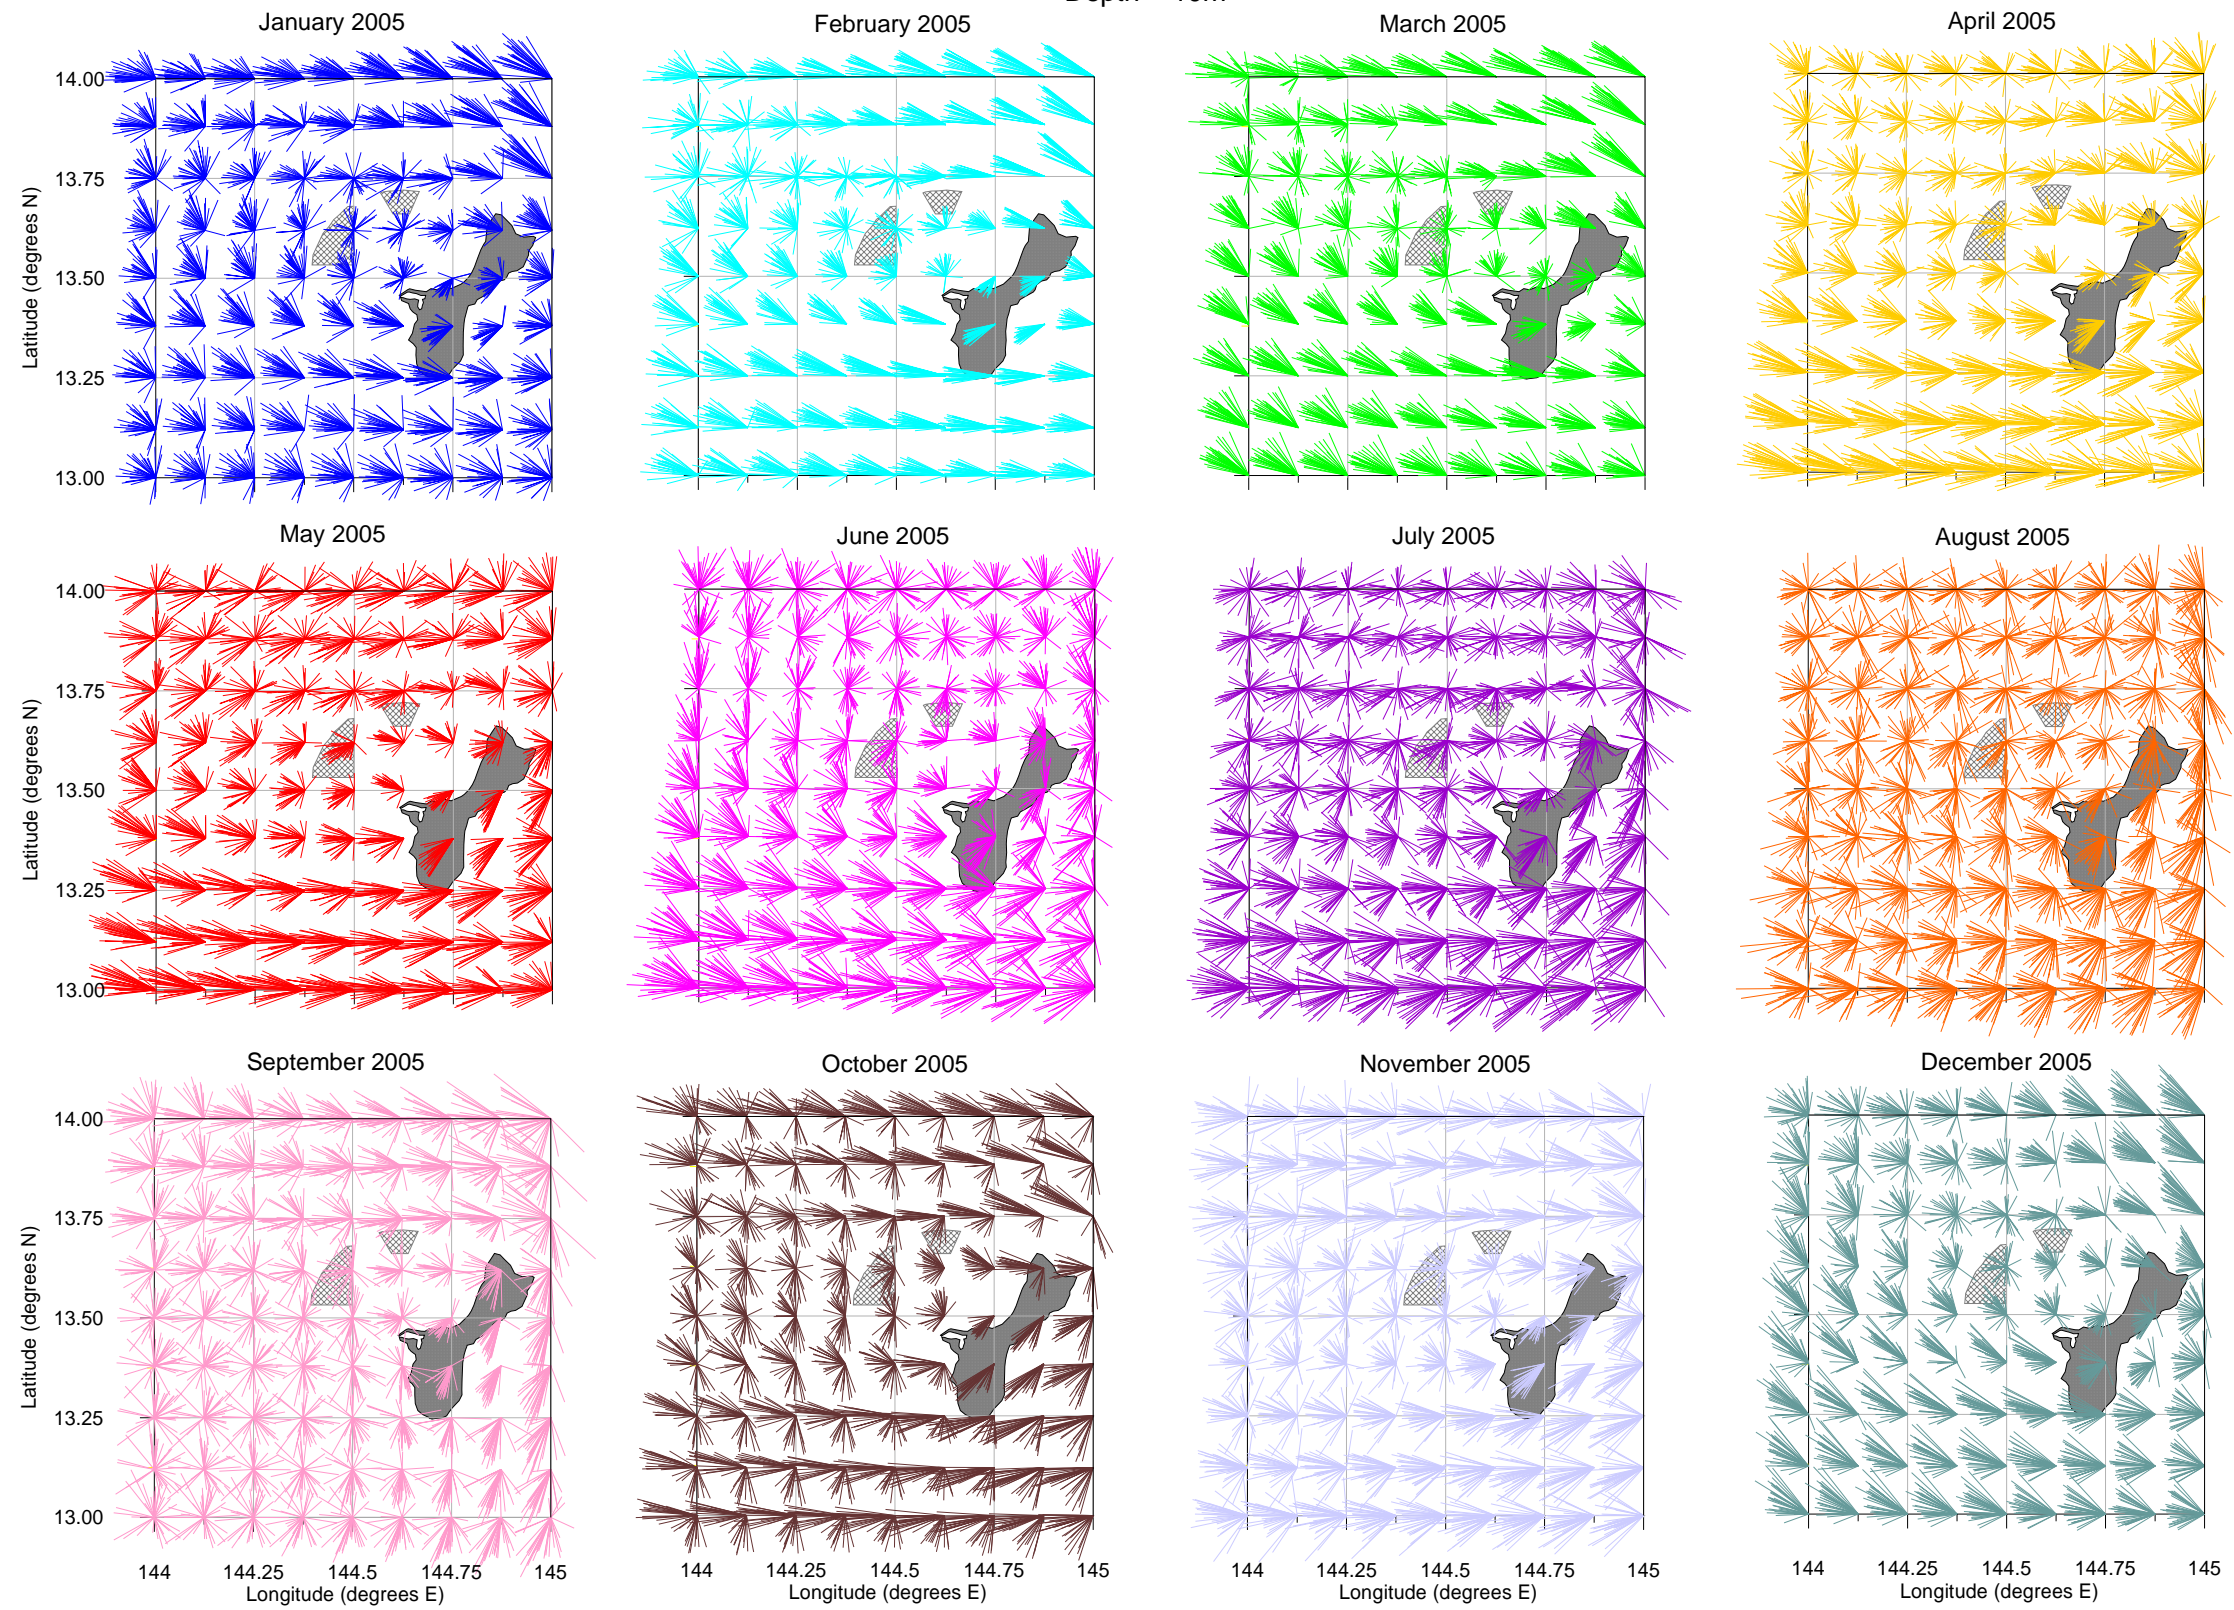 January 2005 February 2005 March 2005 April 2005
14.00
13.75
13.50
13.25
13.00
Latitude (degrees N)
May 2005 June 2005 July 2005 August 2005
14.00
13.75
13.50
13.25
13.00
Latitude (degrees N)
September 2005 October 2005 November 2005 December 2005
14.00
13.75
13.50
13.25
13.00
Latitude (degrees N)
144 144.25 144.5 144.75 145 144 144.25 144.5 144.75 145 144 144.25 144.5 144.75 145 144 144.25 144.5 144.75 145
Longitude (degrees E) Longitude (degrees E) Longitude (degrees E) Longitude (degrees E)